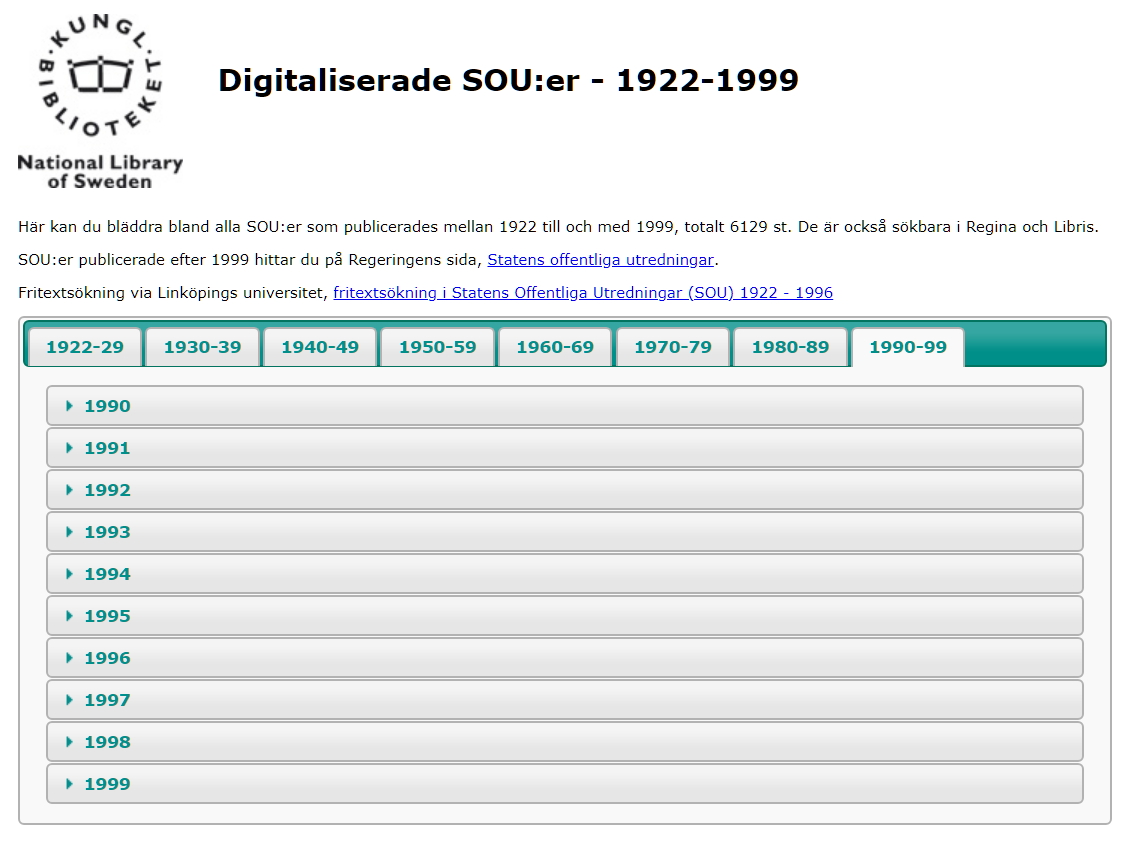 KUNGL.
BIBLIOTEKET
National Library
of Sweden
Digitaliserade SOU:er - 1922-1999
Här kan du bläddra bland alla SOU:er som publicerades mellan 1922 till och med 1999, totalt 6129 st. De är också sökbara i Regina och Libris.
SOU:er publicerade efter 1999 hittar du på Regeringens sida, Statens offentliga utredningar.
Fritextsökning via Linköpings universitet, fritextsökning i Statens Offentliga Utredningar (SOU) 1922 - 1996
1922-29 1930-39 1940-49 1950-59 1960-69 1970-79 1980-89 1990-99
1990
1991
1992
1993
1994
1995
1996
1997
1998
1999